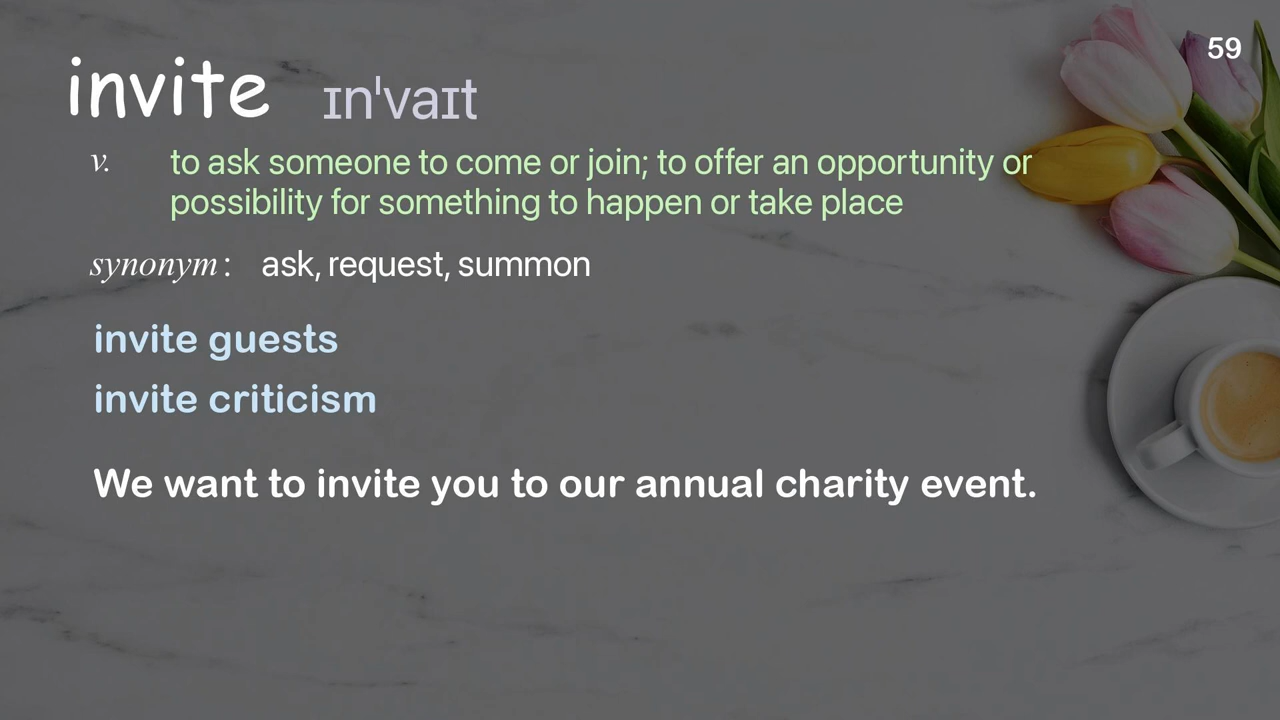 59
invite ɪn'vaɪt
v. to ask someone to come or join; to offer an opportunity or
possibility for something to happen or take place
synonym: ask, request, summon
invite guests
invite criticism
We want to invite you to our annual charity event.